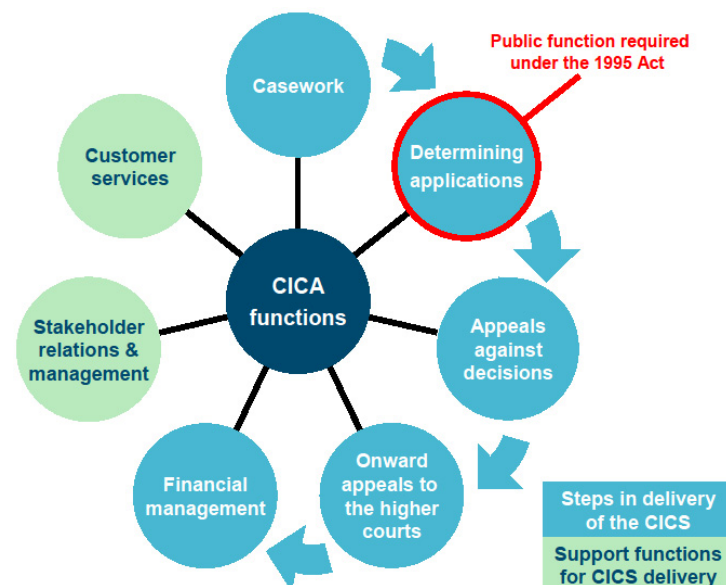 Public function required
under the 1995 Act
Casework
Determining
applications
Customer
services
CICA
functions
Stakeholder
relations &
management
Appeals
against
decisions
Financial
management
Onward
appeals to
the higher
courts
Steps in delivery
of the CICS
Support functions
for CICS delivery